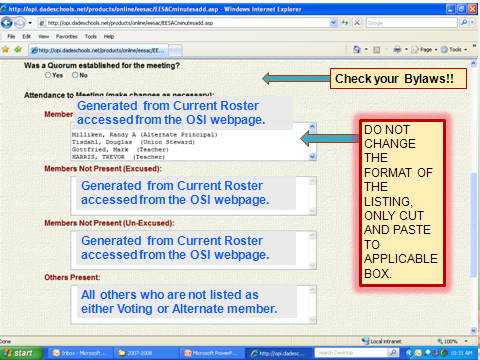 http://opi.dadeschools.net/products/online/eesac/EESACminutesadd.asp - Windows Internet Explorer
http://opi.dadeschools.net/products/online/eesac/EESACminutesadd.asp
File Edit View Favorites Tools Help
http://opi.dadeschools.net/products/online/eesac/EES...
Page Tools
Was a Quorum established for the meeting?
Yes No
Check your Bylaws!!
Attendance to Meeting (make changes as necessary):
Generated from Current Roster
accessed from the OSI webpage.
Member
Milliken, Randy A (Alternate Principal)
Tisdahl, Douglas (Union Steward)
Gottfried, Mark (Teacher)
HARRIS, TREVOR (Teacher)
DO NOT
CHANGE
THE
FORMAT OF
THE
LISTING,
ONLY CUT
AND PASTE
TO
APPLICABLE
BOX.
Members Not Present (Excused):
Generated from Current Roster
accessed from the OSI webpage.
Members Not Present (Un-Excused):
Generated from Current Roster
accessed from the OSI webpage.
Others Present:
All others who are not listed as
either Voting or Alternate member.
Done
Local intranet
100%
start
Inbox - Microsoft...
2007-2008
Microsoft PowerP...
http://opi.dadesch...
Search Desktop
10:31 AM